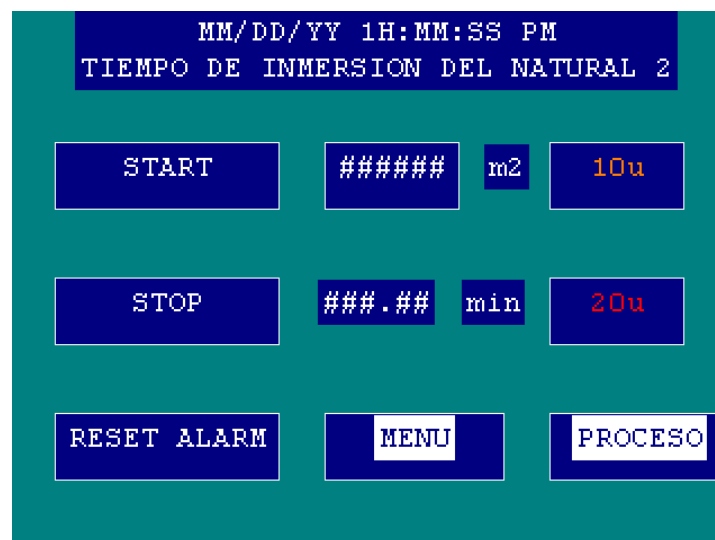 MM/DD/YY 1H:MM:SS PM
TIEMPO DE INMERSION DEL NATURAL 2
START ###### m2 10u
STOP ###.## min 20u
RESET ALARM MENU PROCESO